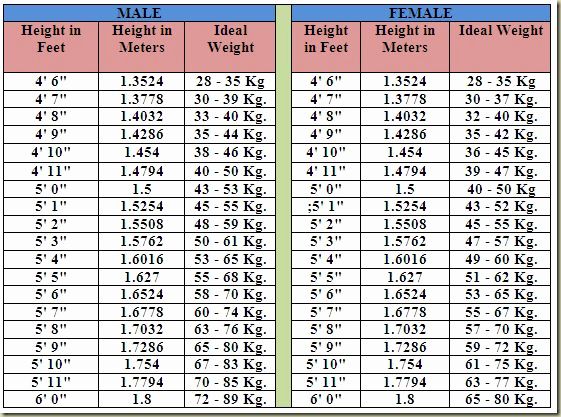 MALE FEMALE
Height in Feet Height in Meters Ideal Weight Height in Feet Height in Meters Ideal Weight
4' 6" 1.3524 28 - 35 Kg 4' 6" 1.3524 28 - 35 Kg
4' 7" 1.3778 30 - 39 Kg. 4' 7" 1.3778 30 - 37 Kg.
4' 8" 1.4032 33 - 40 Kg. 4' 8" 1.4032 32 - 40 Kg.
4' 9" 1.4286 35 - 44 Kg. 4' 9" 1.4286 35 - 42 Kg.
4' 10" 1.454 38 - 46 Kg. 4' 10" 1.454 36 - 45 Kg.
4' 11" 1.4794 40 - 50 Kg. 4' 11" 1.4794 39 - 47 Kg.
5' 0" 1.5 43 - 53 Kg. 5' 0" 1.5 40 - 50 Kg
5' 1" 1.5254 45 - 55 Kg. ;5' 1" 1.5254 43 - 52 Kg.
5' 2" 1.5508 48 - 59 Kg. 5' 2" 1.5508 45 - 55 Kg.
5' 3" 1.5762 50 - 61 Kg. 5' 3" 1.5762 47 - 57 Kg.
5' 4" 1.6016 53 - 65 Kg. 5' 4" 1.6016 49 - 60 Kg.
5' 5" 1.627 55 - 68 Kg. 5' 5" 1.627 51 - 62 Kg.
5' 6" 1.6524 58 - 70 Kg. 5' 6" 1.6524 53 - 65 Kg.
5' 7" 1.6778 60 - 74 Kg. 5' 7" 1.6778 55 - 67 Kg.
5' 8" 1.7032 63 - 76 Kg. 5' 8" 1.7032 57 - 70 Kg.
5' 9" 1.7286 65 - 80 Kg. 5' 9" 1.7286 59 - 72 Kg.
5' 10" 1.754 67 - 83 Kg. 5' 10" 1.754 61 - 75 Kg.
5' 11" 1.7794 70 - 85 Kg. 5' 11" 1.7794 63 - 77 Kg.
6' 0" 1.8 72 - 89 Kg. 6' 0" 1.8 65 - 80 Kg.